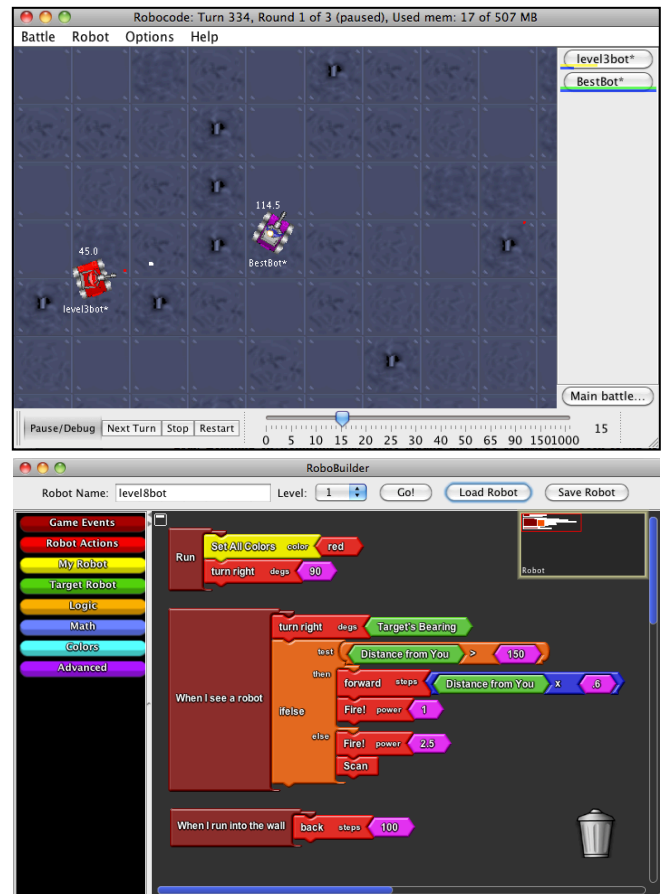 Robocode: Turn 334, Round 1 of 3 (paused), Used mem: 17 of 507 MB
Battle Robot Options Help
level3bot*
BestBot*
114.5
BestBot*
45.0
level3bot*
Main battle...
Pause/Debug Next Turn Stop Restart
0 5 10 15 20 25 30 40 50 65 90 1501000
15
RoboBuilder
Robot Name: level8bot Level: 1 Go! Load Robot Save Robot
Game Events
Robot Actions
My Robot
Target Robot
Logic
Math
Colors
Advanced
Run
Set All Colors color red
turn right degs 90
Robot
When I see a robot
turn right degs Target's Bearing
ifelse
test Distance from You > 150
then
forward steps Distance from You x .6
Fire! power 1
else
Fire! power 2.5
Scan
When I run into the wall back steps 100